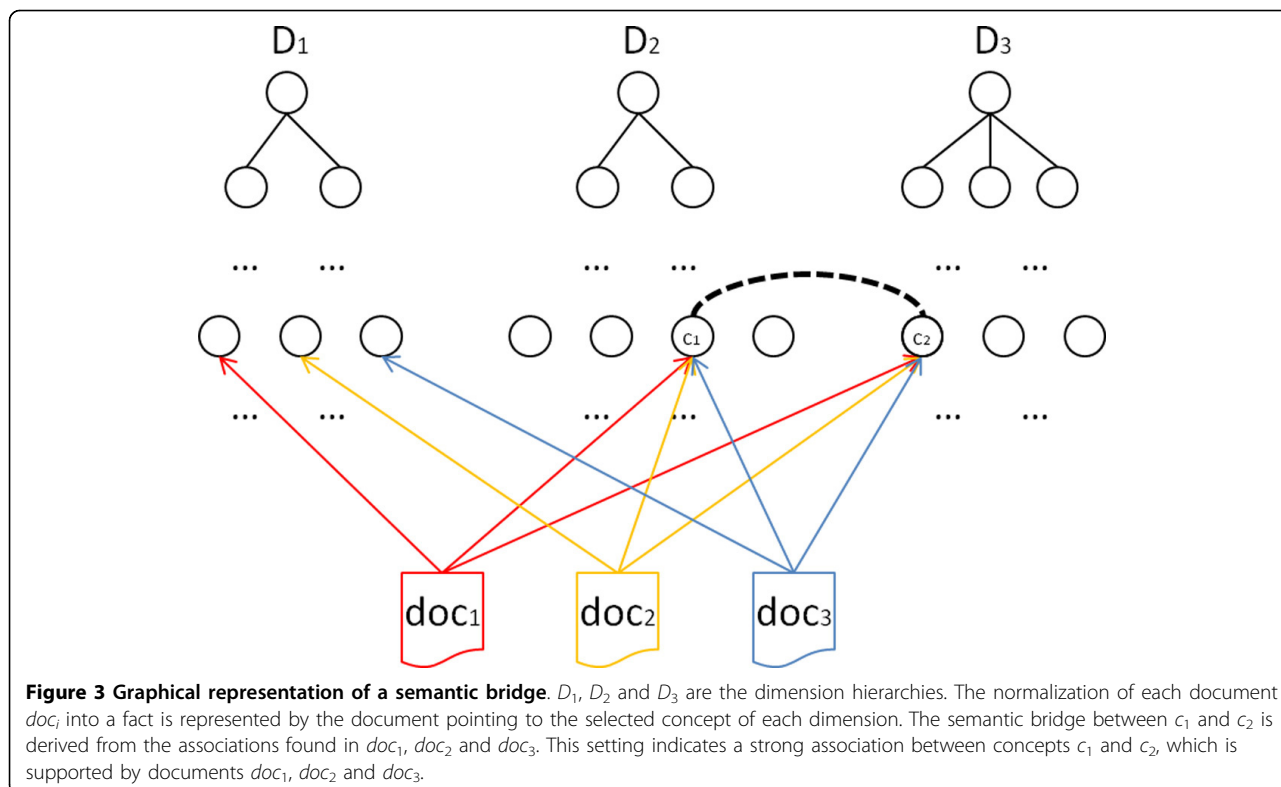 D1 D2 D3
... ... ... ... ... ...
c1 c2
... ... ... ... ... ...
doc1 doc2 doc3
Figure 3 Graphical representation of a semantic bridge. D1, D2 and D3 are the dimension hierarchies. The normalization of each document
doci into a fact is represented by the document pointing to the selected concept of each dimension. The semantic bridge between c1 and c2 is
derived from the associations found in doc1, doc2 and doc3. This setting indicates a strong association between concepts c1 and c2, which is
supported by documents doc1, doc2 and doc3.